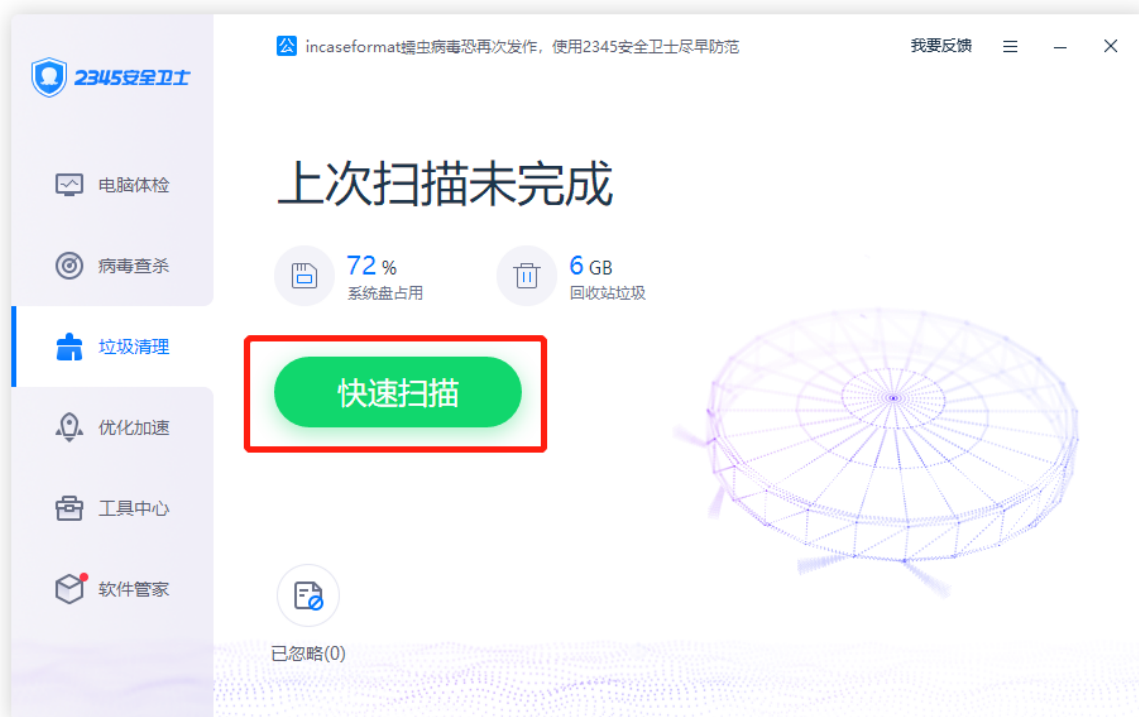 公 incaseformat蠕虫病毒恐再次发作，使用2345安全卫士尽早防范
我要反馈
2345安全卫士
上次扫描未完成
电脑体检
病毒查杀
垃圾清理
优化加速
工具中心
软件管家
72 %
系统盘占用
6 GB
回收站垃圾
快速扫描
已忽略(0)